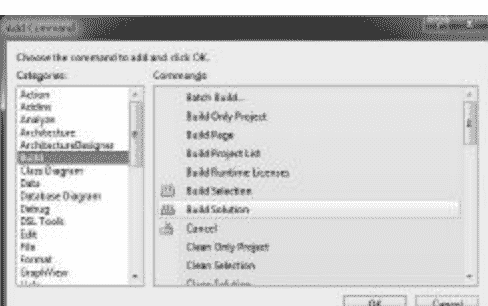 Add Command
Choose the command to add and click OK.
Categories:
Action
Addins
Analyze
Architecture
ArchitectureDesigner
Build
Class Diagram
Data
Database Diagram
Debug
DSL Tools
Edit
File
Format
GraphView
Commands
Batch Build...
Build Only Project
Build Page
Build Project List
Build Runtime Licenses
Build Selection
Build Solution
Cancel
Clean Only Project
Clean Selection
Clean Solution
OK
Cancel